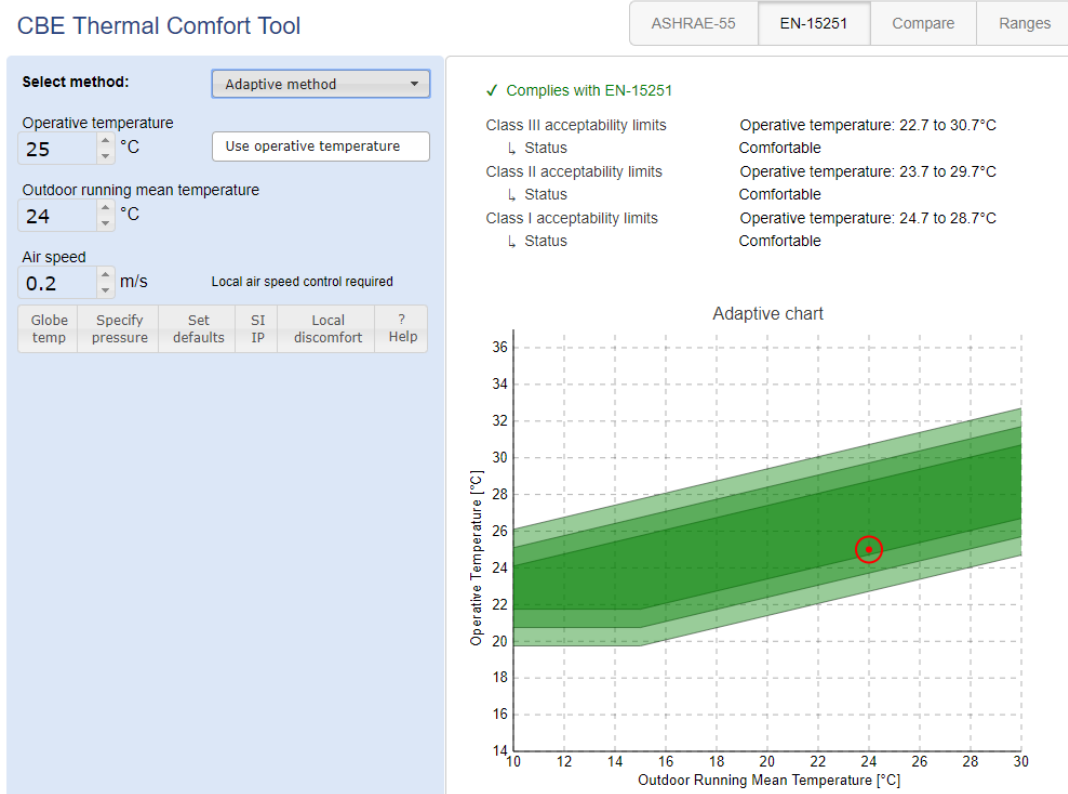 CBE Thermal Comfort Tool
ASHRAE-55 EN-15251 Compare Ranges
Select method: Adaptive method
Operative temperature
25 °C Use operative temperature
Outdoor running mean temperature
24 °C
Air speed
0.2 m/s Local air speed control required
Globe temp Specify pressure Set defaults SI IP Local discomfort ? Help
✓ Complies with EN-15251
Class III acceptability limits Operative temperature: 22.7 to 30.7°C
↳ Status Comfortable
Class II acceptability limits Operative temperature: 23.7 to 29.7°C
↳ Status Comfortable
Class I acceptability limits Operative temperature: 24.7 to 28.7°C
↳ Status Comfortable
Adaptive chart
Operative Temperature [°C]
36
34
32
30
28
26
24
22
20
18
16
14
10 12 14 16 18 20 22 24 26 28 30
Outdoor Running Mean Temperature [°C]